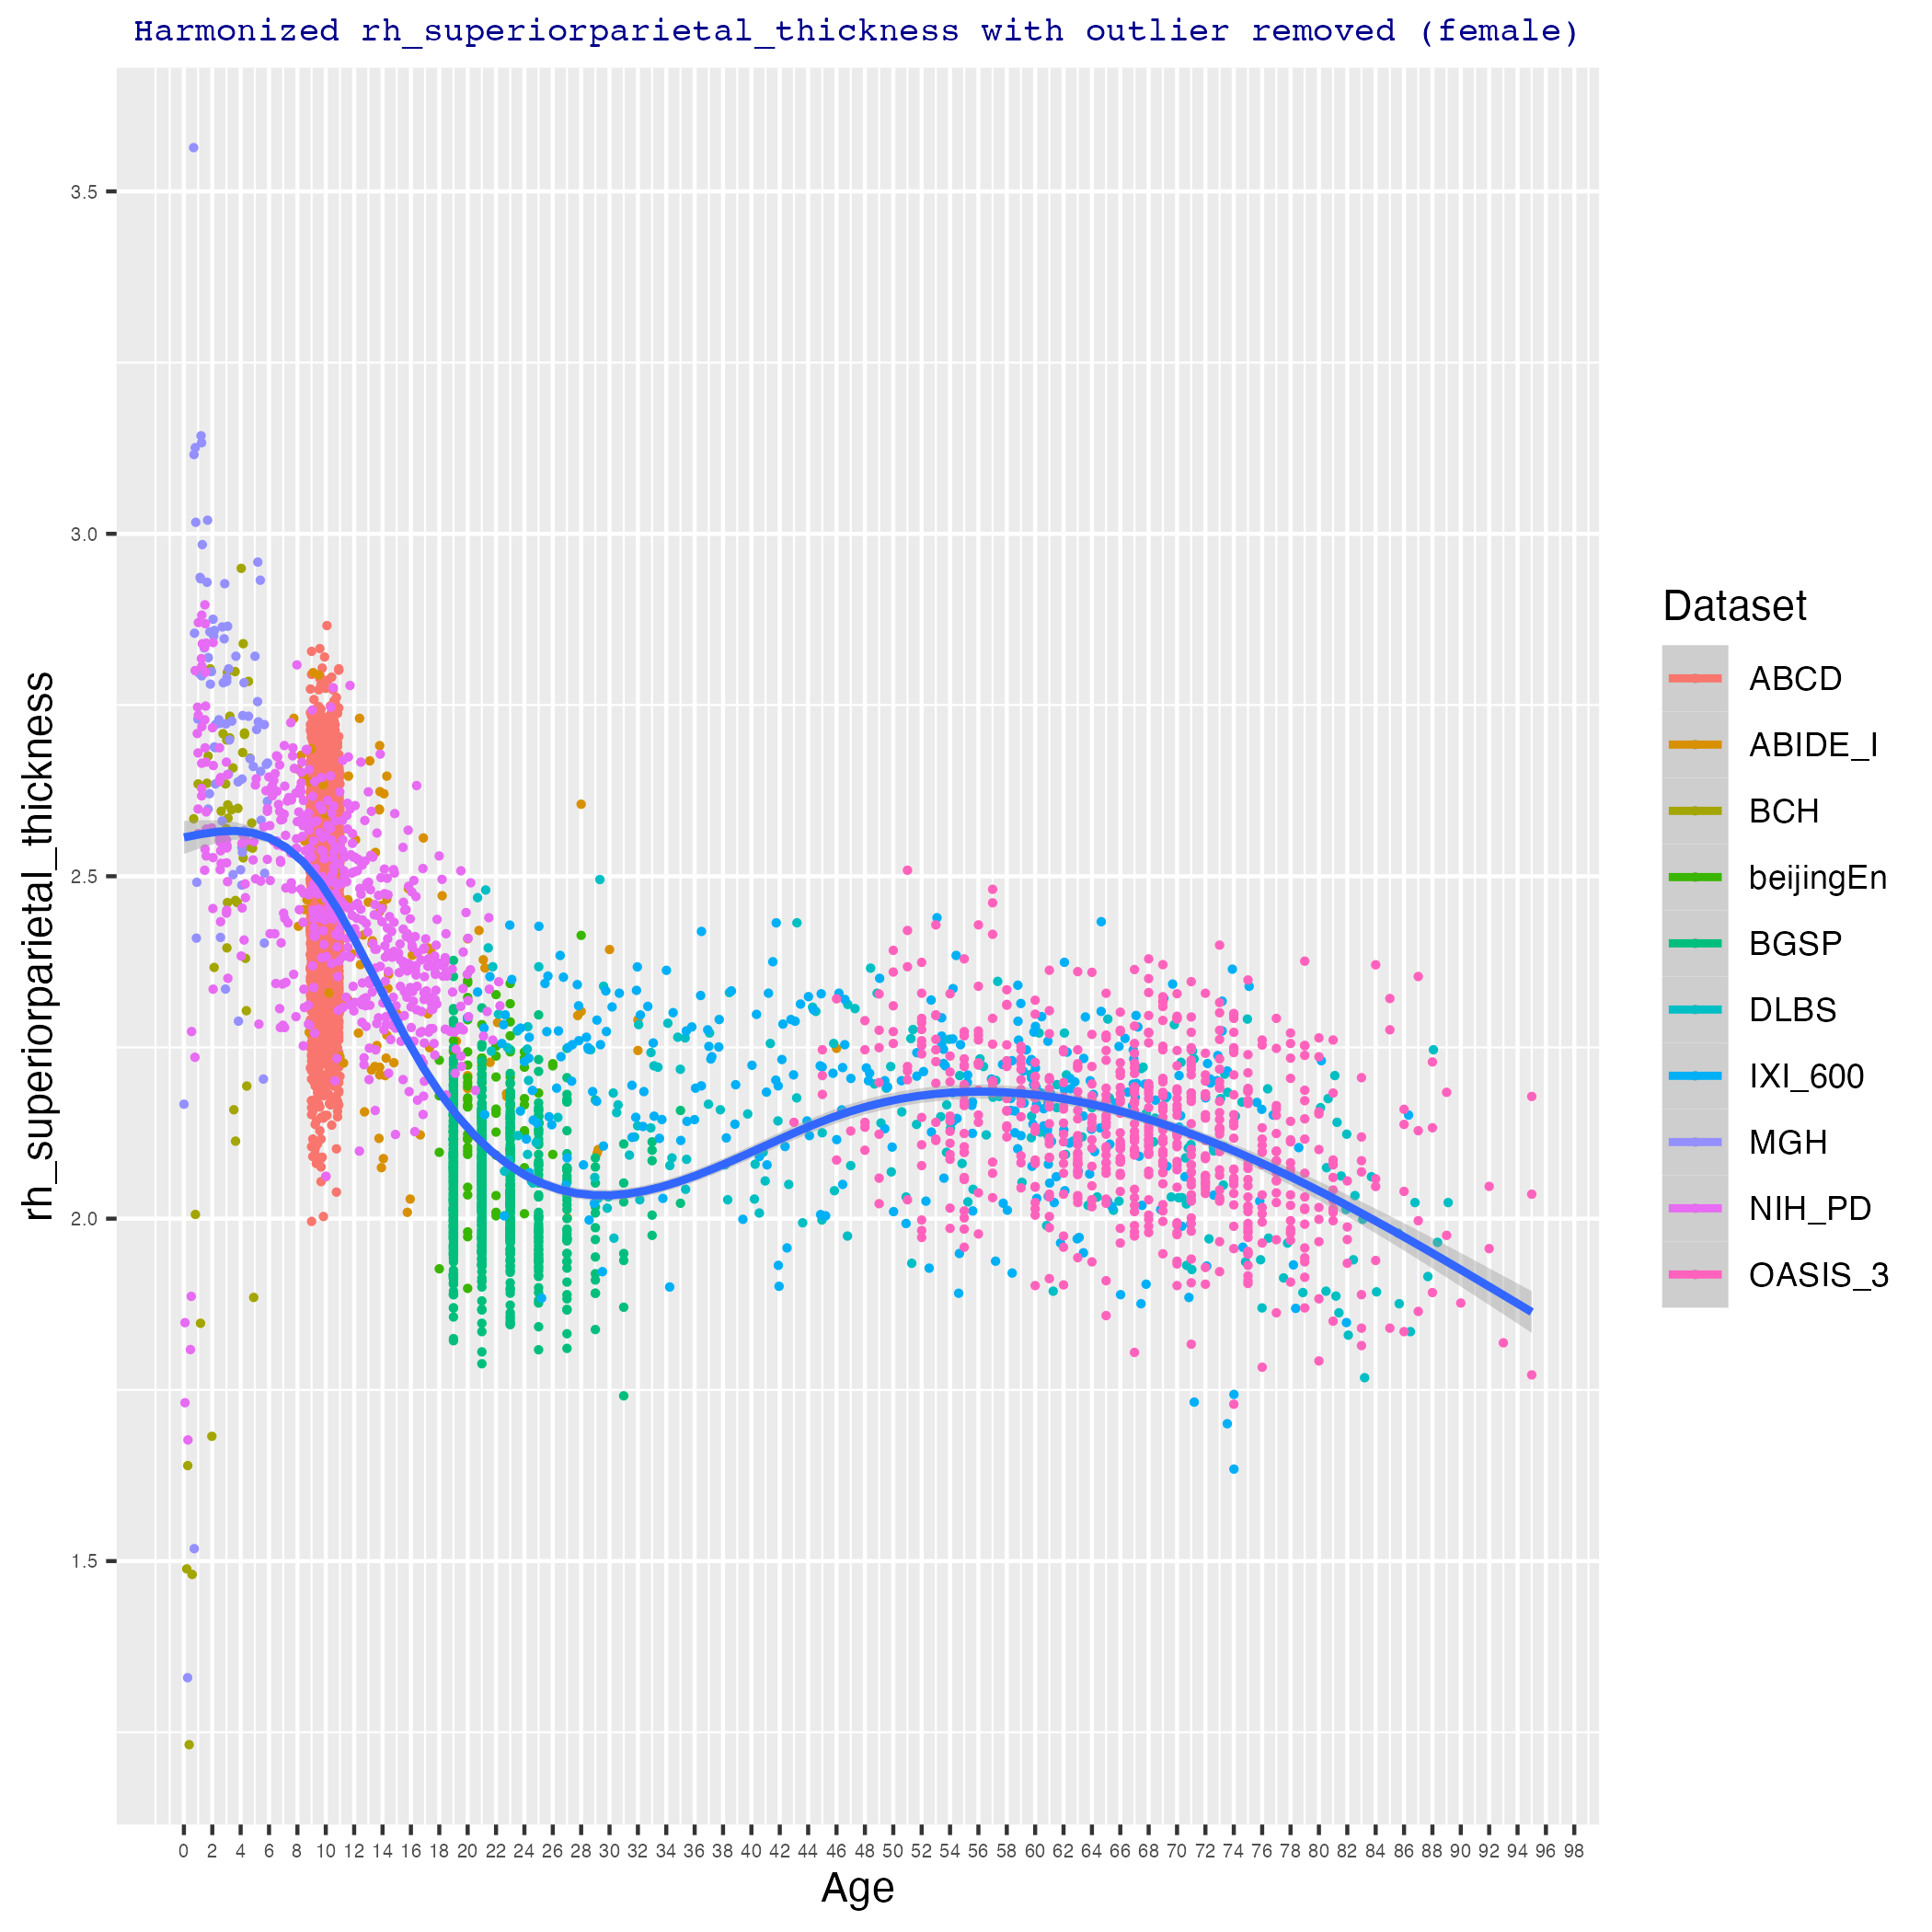 Harmonized rh_superiorparietal_thickness with outlier removed (female)
rh_superiorparietal_thickness
3.5
3.0
2.5
2.0
1.5
0 2 4 6 8 10 12 14 16 18 20 22 24 26 28 30 32 34 36 38 40 42 44 46 48 50 52 54 56 58 60 62 64 66 68 70 72 74 76 78 80 82 84 86 88 90 92 94 96 98
Age
Dataset
ABCD
ABIDE_I
BCH
beijingEn
BGSP
DLBS
IXI_600
MGH
NIH_PD
OASIS_3